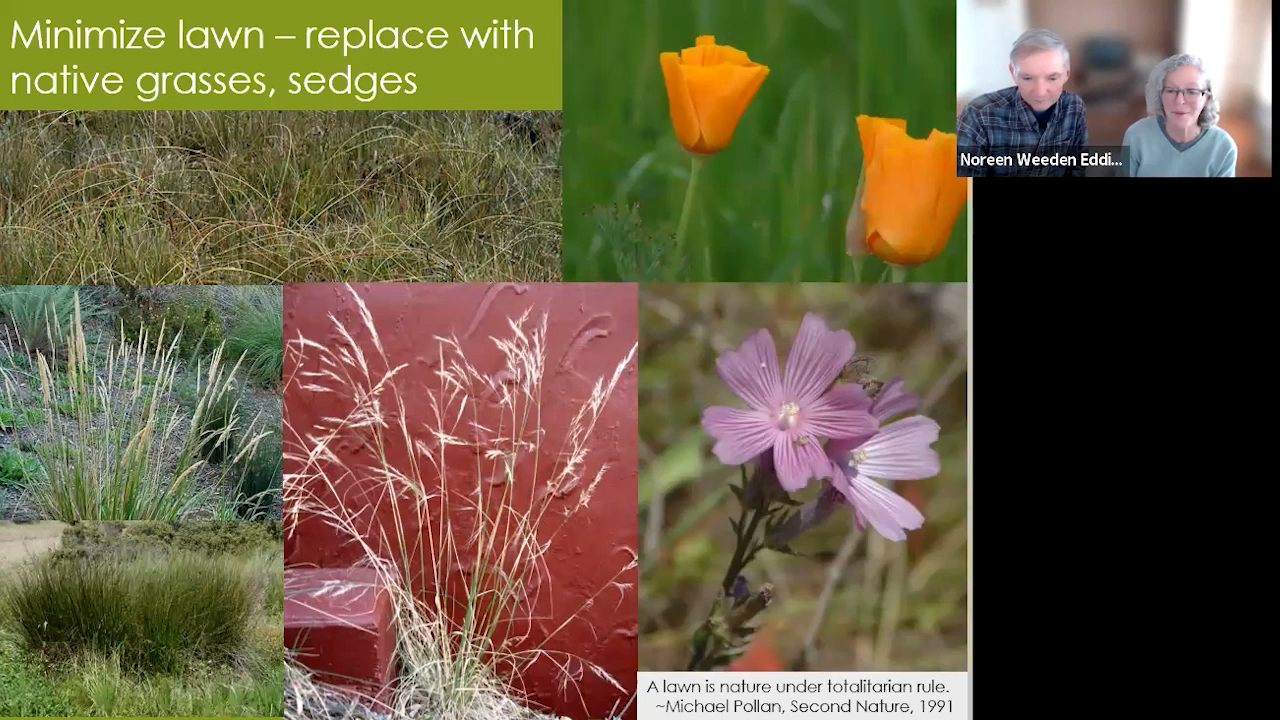 Minimize lawn – replace with
native grasses, sedges
Noreen Weeden Eddi...
A lawn is nature under totalitarian rule.
~Michael Pollan, Second Nature, 1991